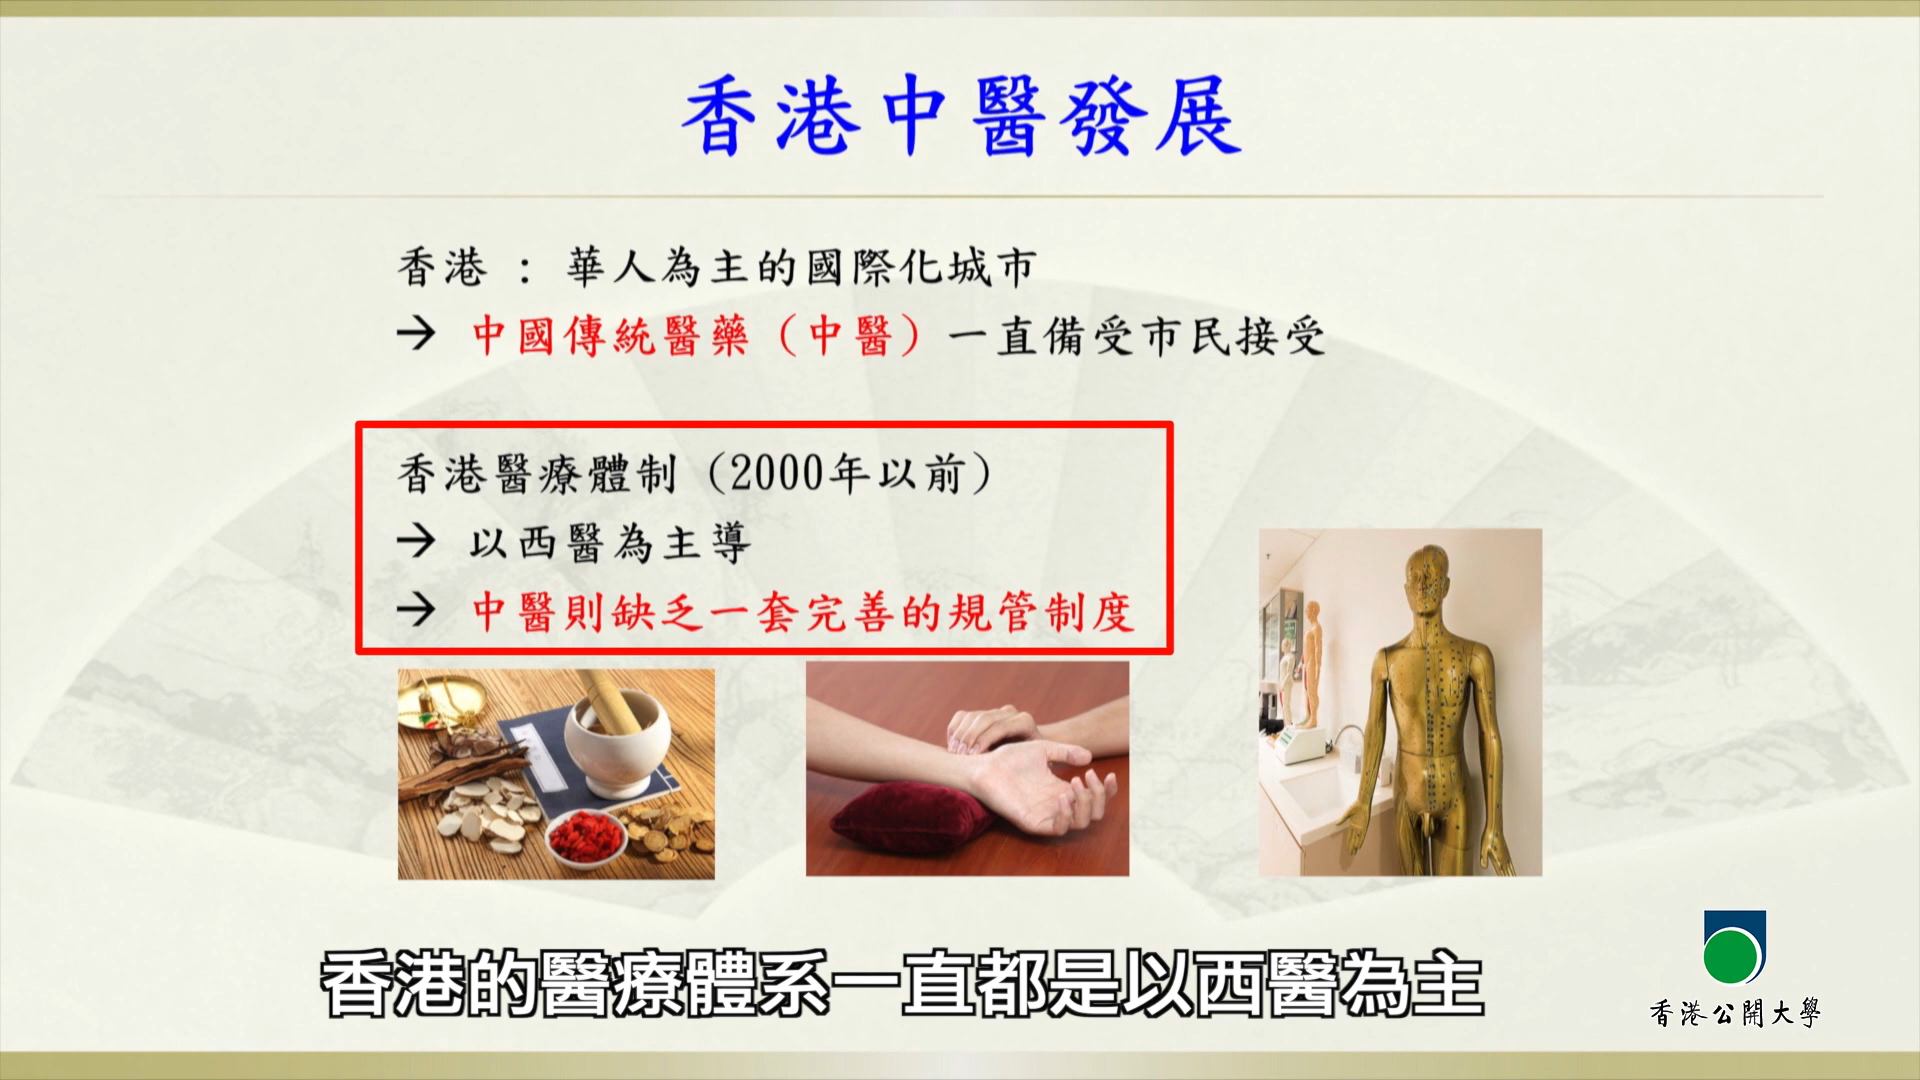 香港中醫發展
香港 : 華人為主的國際化城市
→ 中國傳統醫藥（中醫）一直備受市民接受
香港醫療體制（2000年以前）
→ 以西醫為主導
→ 中醫則缺乏一套完善的規管制度
香港的醫療體系一直都是以西醫為主
香港公開大學